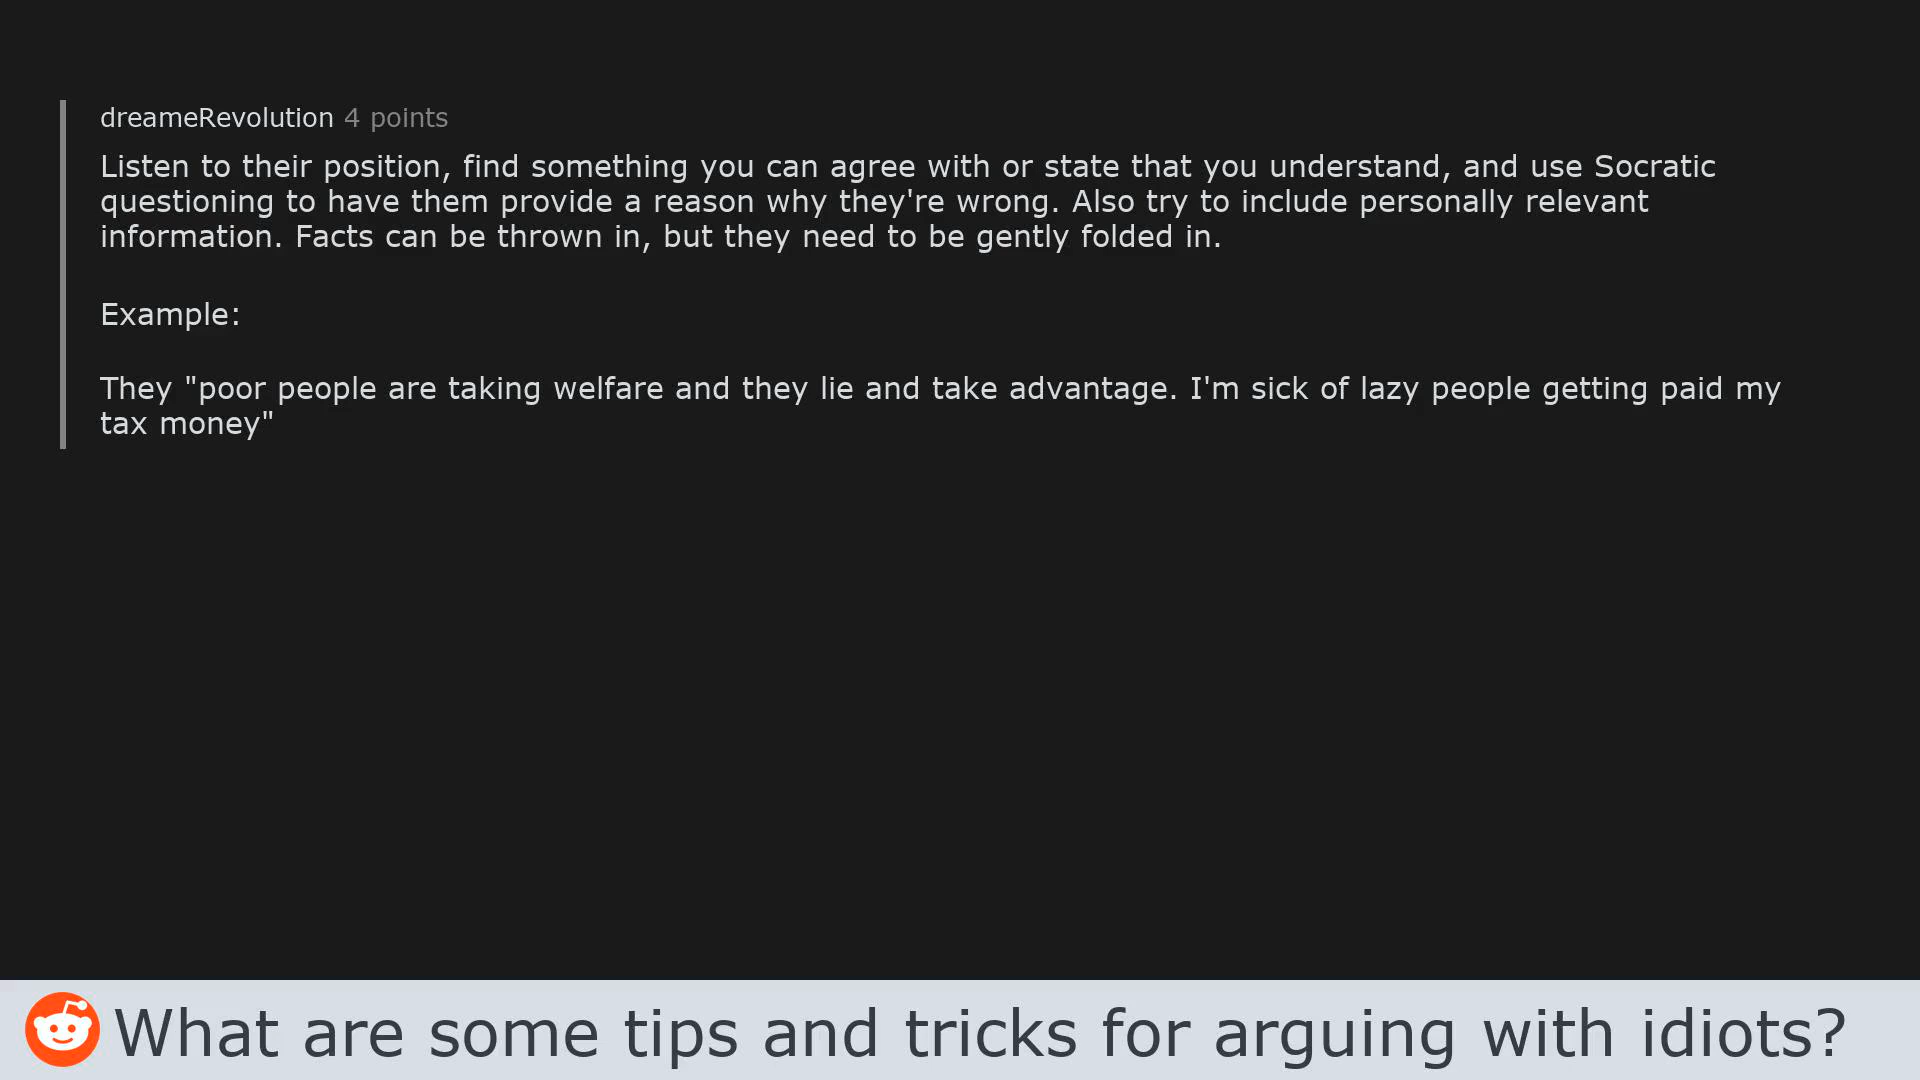 dreameRevolution 4 points
Listen to their position, find something you can agree with or state that you understand, and use Socratic
questioning to have them provide a reason why they're wrong. Also try to include personally relevant
information. Facts can be thrown in, but they need to be gently folded in.
Example:
They "poor people are taking welfare and they lie and take advantage. I'm sick of lazy people getting paid my
tax money"
What are some tips and tricks for arguing with idiots?